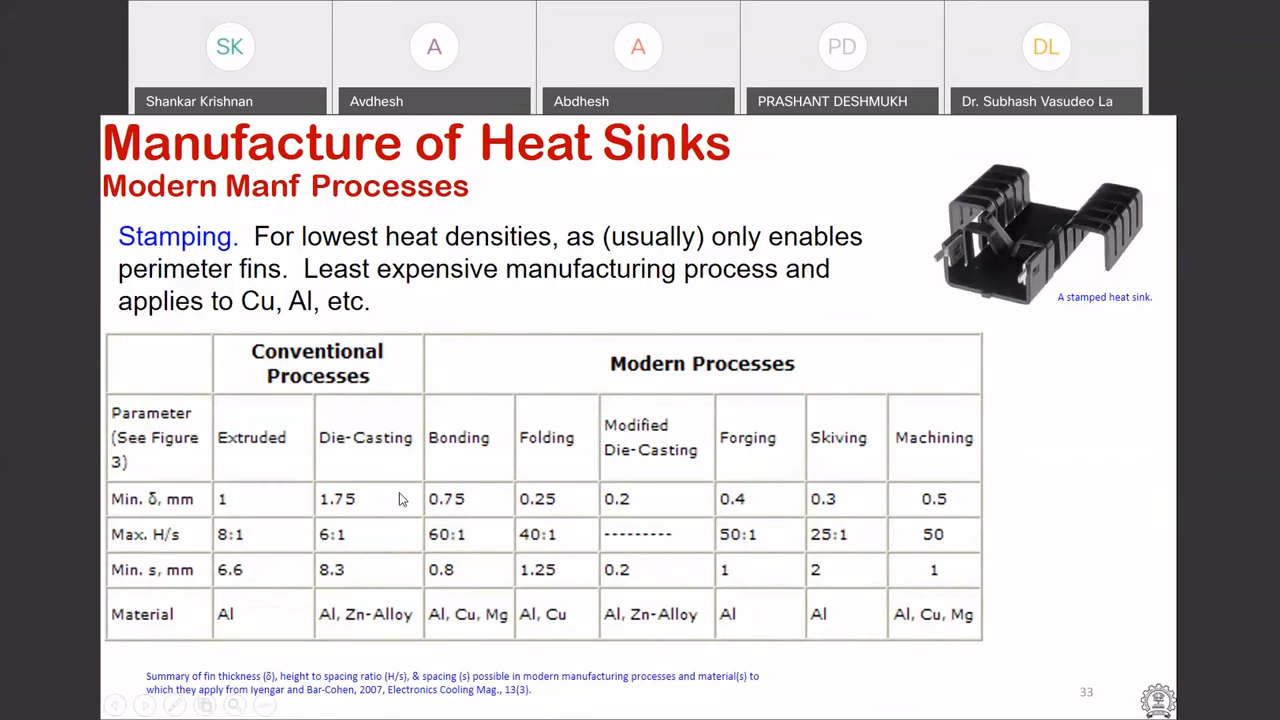 SK
A
A
PD
DL
Shankar Krishnan
Avdhesh
Abdhesh
PRASHANT DESHMUKH
Dr. Subhash Vasudeo La
Manufacture of Heat Sinks
Modern Manf Processes
Stamping. For lowest heat densities, as (usually) only enables
perimeter fins. Least expensive manufacturing process and
applies to Cu, Al, etc.
A stamped heat sink.
Conventional
Processes
Modern Processes
Parameter
(See Figure
3)
Extruded
Die-Casting
Bonding
Folding
Modified
Die-Casting
Forging
Skiving
Machining
Min. δ, mm 1 1.75 0.75 0.25 0.2 0.4 0.3 0.5
Max. H/s 8:1 6:1 60:1 40:1 --------- 50:1 25:1 50
Min. s, mm 6.6 8.3 0.8 1.25 0.2 1 2 1
Material Al Al, Zn-Alloy Al, Cu, Mg Al, Cu Al, Zn-Alloy Al Al Al, Cu, Mg
Summary of fin thickness (δ), height to spacing ratio (H/s), & spacing (s) possible in modern manufacturing processes and material(s) to
which they apply from Iyengar and Bar-Cohen, 2007, Electronics Cooling Mag., 13(3).
33